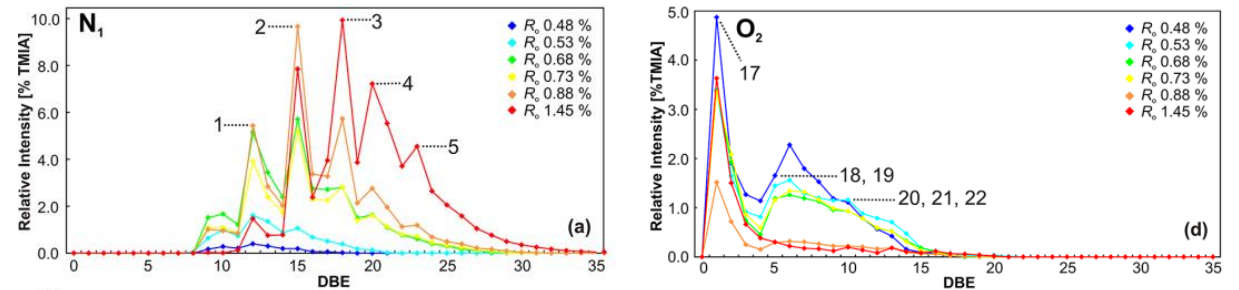 N₁
Relative Intensity [% TMIA]
10.0
8.0
6.0
4.0
2.0
0.0
0 5 10 15 20 25 30 35
DBE
1
2
3
4
5
Rₒ 0.48 %
Rₒ 0.53 %
Rₒ 0.68 %
Rₒ 0.73 %
Rₒ 0.88 %
Rₒ 1.45 %
(a)
O₂
Relative Intensity [%TMIA]
5.0
4.0
3.0
2.0
1.0
0.0
0 5 10 15 20 25 30 35
DBE
17
18, 19
20, 21, 22
Rₒ 0.48 %
Rₒ 0.53 %
Rₒ 0.68 %
Rₒ 0.73 %
Rₒ 0.88 %
Rₒ 1.45 %
(d)